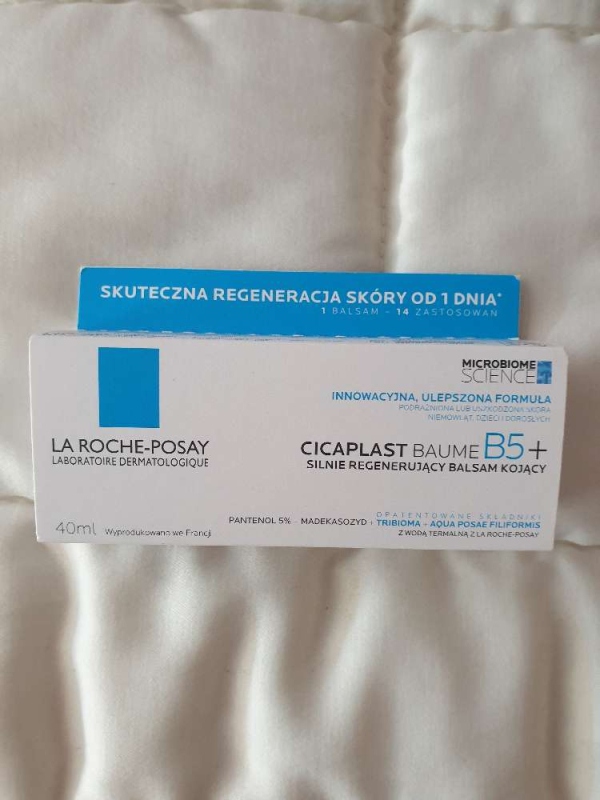 SKUTECZNA REGENERACJA SKÓRY OD 1 DNIA*
1 BALSAM - 14 ZASTOSOWAŃ
MICROBIOME
SCIENCE
INNOWACYJNA, ULEPSZONA FORMUŁA
PODRAŻNIONA LUB USZKODZONA SKÓRA
NIEMOWLĄT, DZIECI I DOROSŁYCH
LA ROCHE-POSAY
LABORATOIRE DERMATOLOGIQUE
CICAPLAST BAUME B5+
SILNIE REGENERUJĄCY BALSAM KOJĄCY
OPATENTOWANE SKŁADNIKI
PANTENOL 5% - MADEKASOZYD + TRIBIOMA - AQUA POSAE FILIFORMIS
Z WODĄ TERMALNĄ Z LA ROCHE-POSAY
40ml Wyprodukowano we Francji